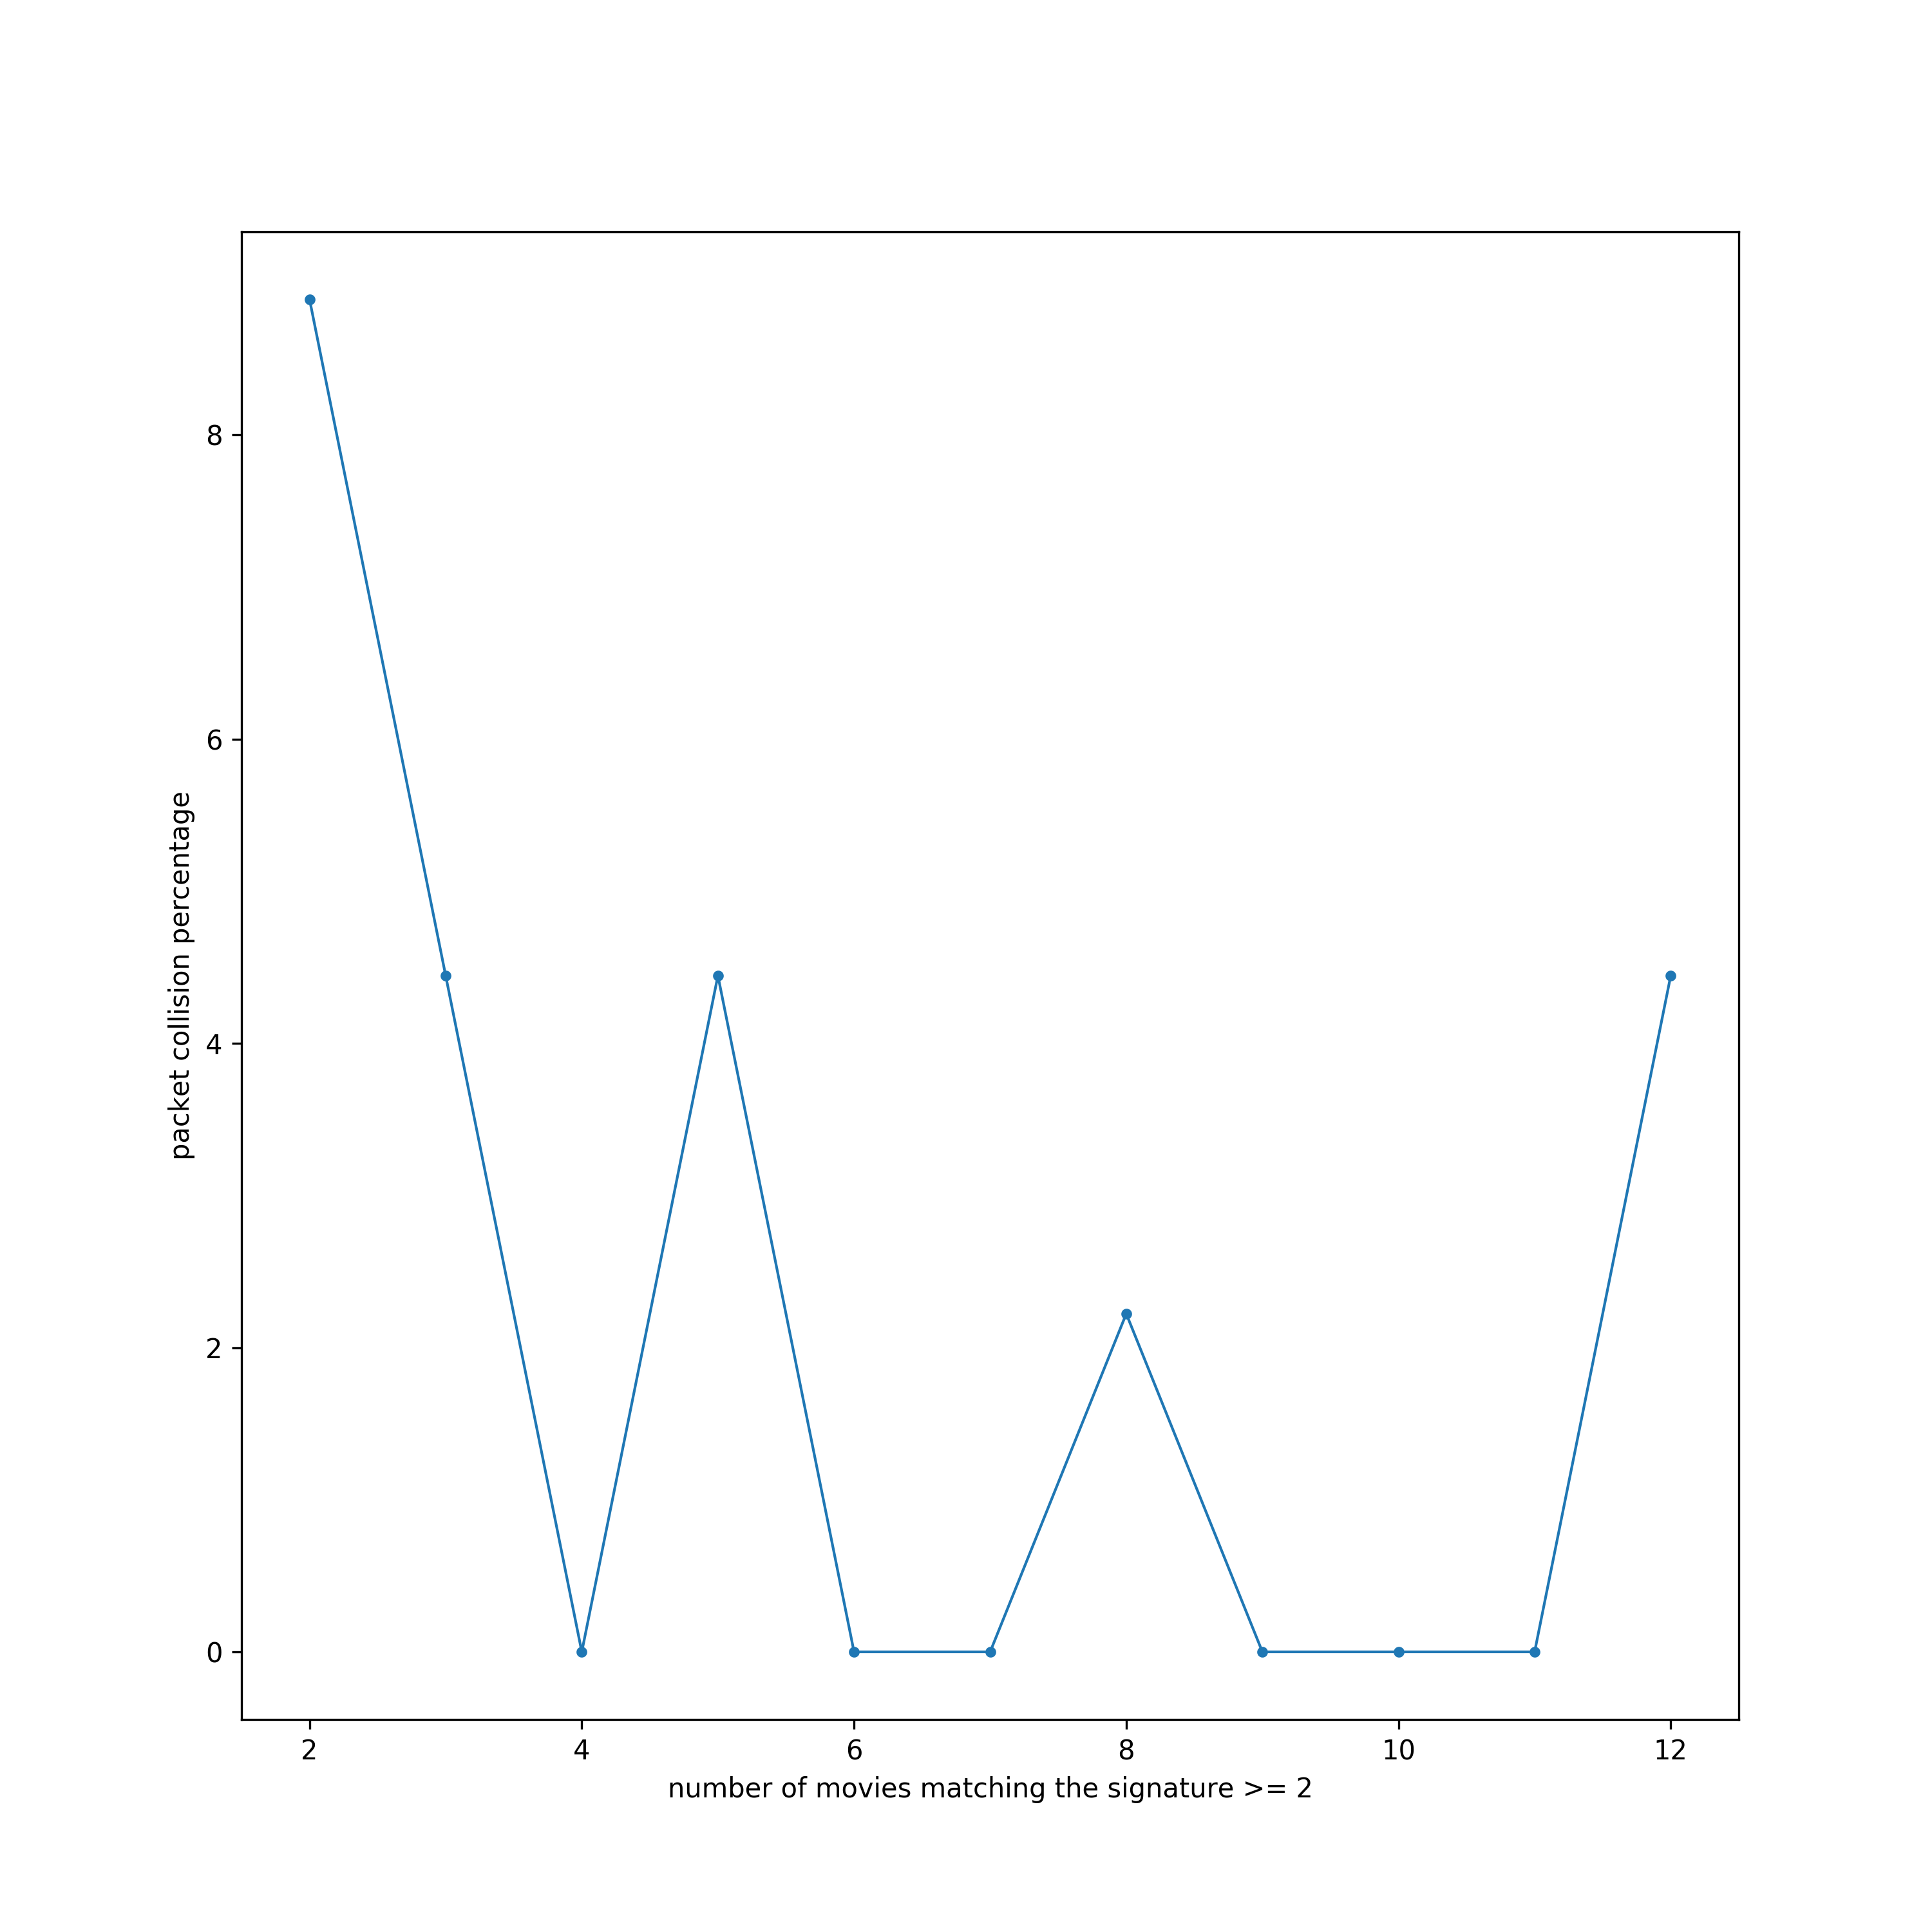 8
6
4
2
0
packet collision percentage
2 4 6 8 10 12
number of movies matching the signature >= 2